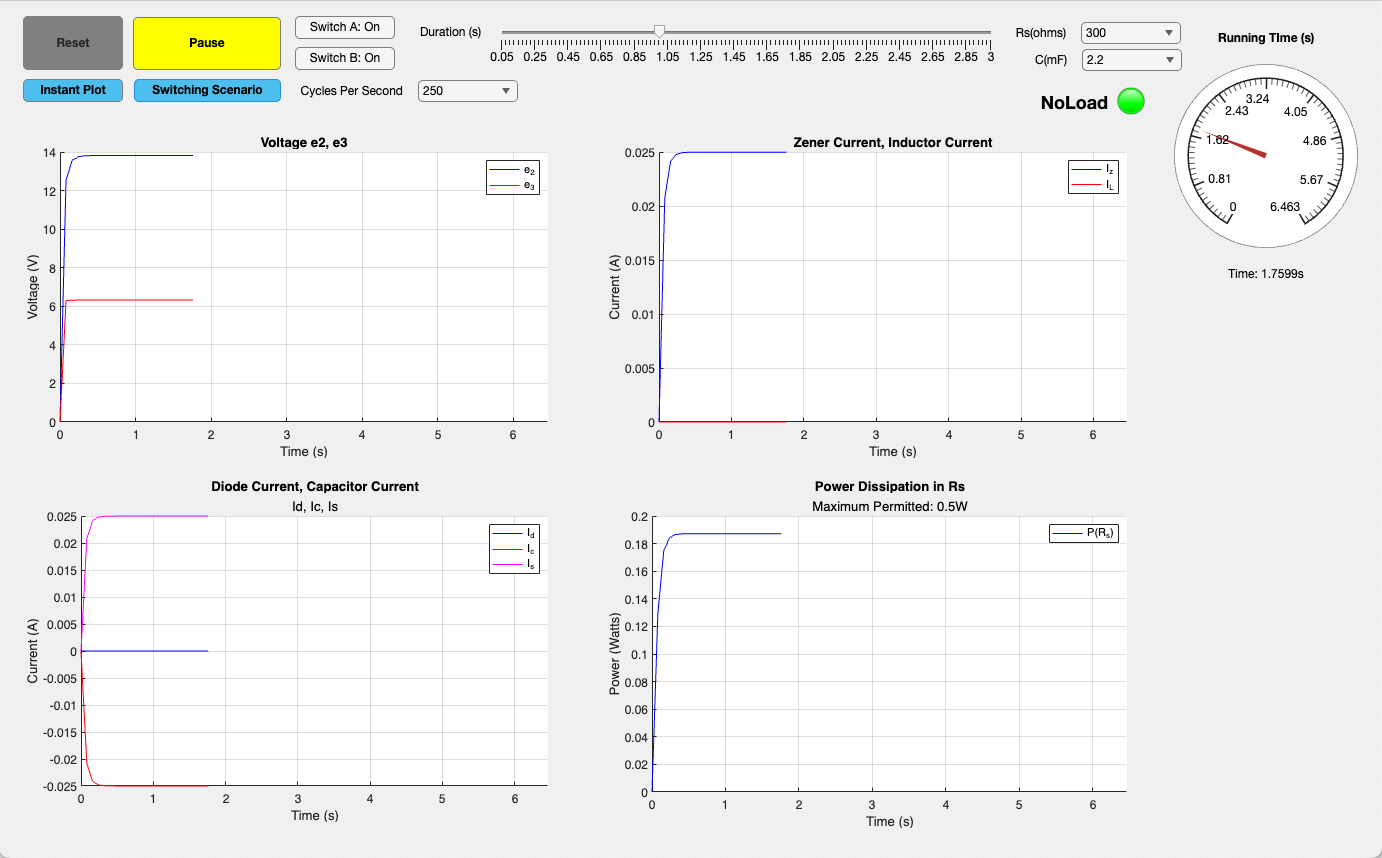 Reset
Pause
Switch A: On
Switch B: On
Duration (s)
0.05 0.25 0.45 0.65 0.85 1.05 1.25 1.45 1.65 1.85 2.05 2.25 2.45 2.65 2.85 3
Rs(ohms) 300
C(mF) 2.2
Running TIme (s)
Instant Plot
Switching Scenario
Cycles Per Second 250
NoLoad
0 0.81 1.62 2.43 3.24 4.05 4.86 5.67 6.463
Time: 1.7599s
Voltage e2, e3
14
12
10
8
6
4
2
0
Voltage (V)
e2
e3
0 1 2 3 4 5 6
Time (s)
Zener Current, Inductor Current
0.025
0.02
0.015
0.01
0.005
0
Current (A)
Iz
IL
0 1 2 3 4 5 6
Time (s)
Diode Current, Capacitor Current
Id, Ic, Is
0.025
0.02
0.015
0.01
0.005
0
-0.005
-0.01
-0.015
-0.02
-0.025
Current (A)
Id
Ic
Is
0 1 2 3 4 5 6
Time (s)
Power Dissipation in Rs
Maximum Permitted: 0.5W
0.2
0.18
0.16
0.14
0.12
0.1
0.08
0.06
0.04
0.02
0
Power (Watts)
P(Rs)
0 1 2 3 4 5 6
Time (s)